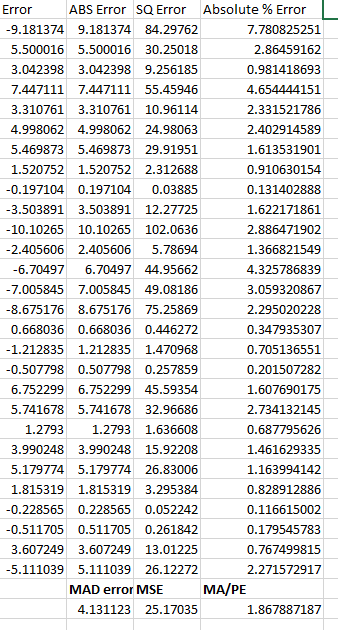 Error ABS Error SQ Error Absolute % Error
-9.181374 9.181374 84.29762 7.780825251
5.500016 5.500016 30.25018 2.86459162
3.042398 3.042398 9.256185 0.981418693
7.447111 7.447111 55.45946 4.654444151
3.310761 3.310761 10.96114 2.331521786
4.998062 4.998062 24.98063 2.402914589
5.469873 5.469873 29.91951 1.613531901
1.520752 1.520752 2.312688 0.910630154
-0.197104 0.197104 0.03885 0.131402888
-3.503891 3.503891 12.27725 1.622171861
-10.10265 10.10265 102.0636 2.886471902
-2.405606 2.405606 5.78694 1.366821549
-6.70497 6.70497 44.95662 4.325786839
-7.005845 7.005845 49.08186 3.059320867
-8.675176 8.675176 75.25869 2.295020228
0.668036 0.668036 0.446272 0.347935307
-1.212835 1.212835 1.470968 0.705136551
-0.507798 0.507798 0.257859 0.201507282
6.752299 6.752299 45.59354 1.607690175
5.741678 5.741678 32.96686 2.734132145
1.2793 1.2793 1.636608 0.687795626
3.990248 3.990248 15.92208 1.461629335
5.179774 5.179774 26.83006 1.163994142
1.815319 1.815319 3.295384 0.828912886
-0.228565 0.228565 0.052242 0.116615002
-0.511705 0.511705 0.261842 0.179545783
3.607249 3.607249 13.01225 0.767499815
-5.111039 5.111039 26.12272 2.271572917
MAD error MSE MA/PE
4.131123 25.17035 1.867887187